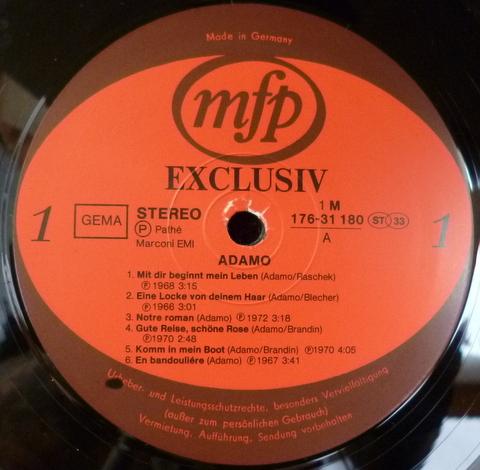 Made in Germany
mfp
EXCLUSIV
1
GEMA
STEREO
Ⓟ Pathé
Marconi EMI
1 M
176-31 180
ST 33
A
1
ADAMO
1. Mit dir beginnt mein Leben (Adamo/Raschek)
Ⓟ 1968 3:15
2. Eine Locke von deinem Haar (Adamo/Blecher)
Ⓟ 1966 3:01
3. Notre roman (Adamo) Ⓟ 1972 3:18
4. Gute Reise, schöne Rose (Adamo/Brandin)
Ⓟ 1970 2:48
5. Komm in mein Boot (Adamo/Brandin) Ⓟ 1970 4:05
6. En bandouliére (Adamo) Ⓟ 1967 3:41
Urheber- und Leistungsschutzrechte, besonders Vervielfältigung
(außer zum persönlichen Gebrauch)
Vermietung, Aufführung, Sendung vorbehalten